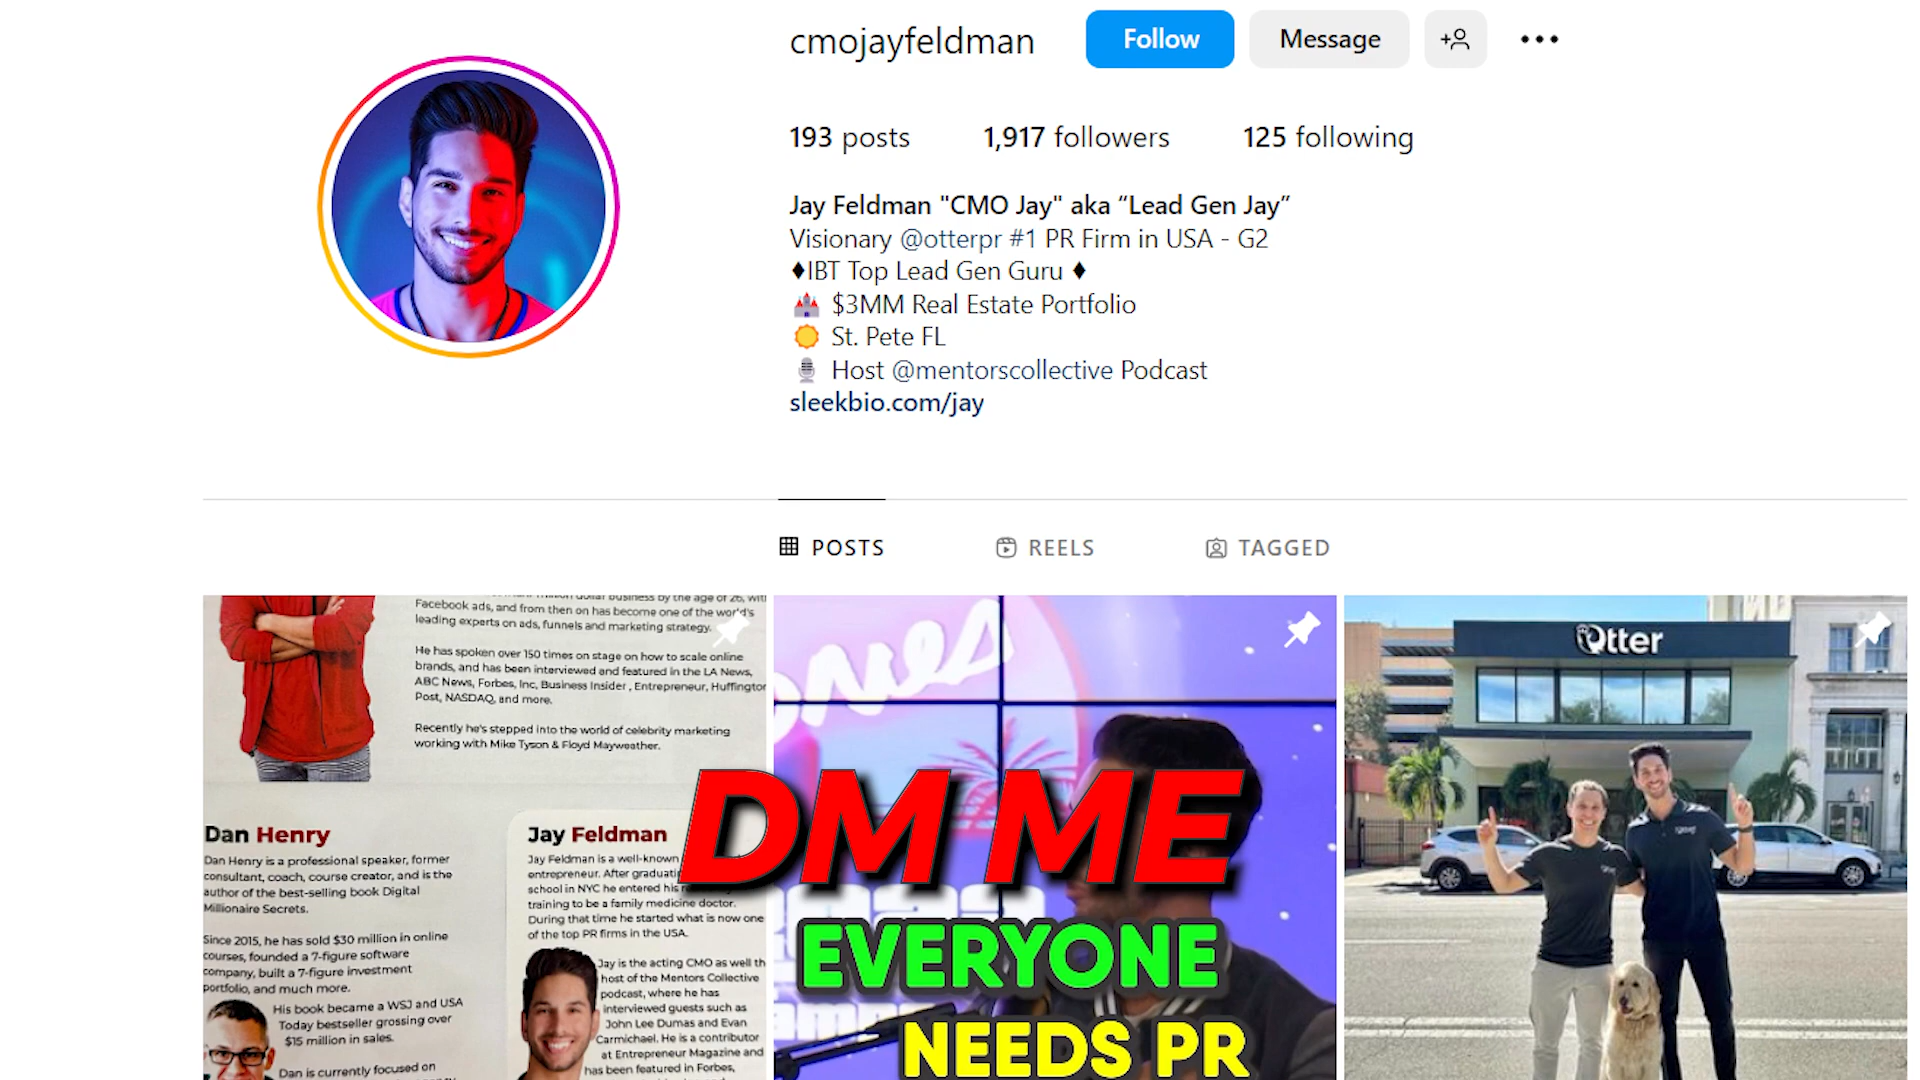 cmojayfeldman
Follow
Message
193 posts
1,917 followers
125 following
Jay Feldman "CMO Jay" aka “Lead Gen Jay”
Visionary @otterpr #1 PR Firm in USA - G2
♦IBT Top Lead Gen Guru ♦
$3MM Real Estate Portfolio
St. Pete FL
Host @mentorscollective Podcast
sleekbio.com/jay
POSTS
REELS
TAGGED
dollar business by the age of 26, with
Facebook ads, and from then on has become one of the world's
leading experts on ads, funnels and marketing strategy.
He has spoken over 150 times on stage on how to scale online
brands, and has been interviewed and featured in the LA News,
ABC News, Forbes, Inc, Business Insider, Entrepreneur, Huffington
Post, NASDAQ, and more.
Recently he's stepped into the world of celebrity marketing
working with Mike Tyson & Floyd Mayweather.
Dan Henry
Dan Henry is a professional speaker, former
consultant, coach, course creator, and is the
author of the best-selling book Digital
Millionaire Secrets.
Since 2015, he has sold $30 million in online
courses, founded a 7-figure software
company, built a 7-figure investment
portfolio, and much more.
His book became a WSJ and USA
Today bestseller grossing over
$15 million in sales.
Dan is currently focused on
Jay Feldman
Jay Feldman is a well-known
entrepreneur. After
school in NYC he entered his
training to be a family medicine doctor.
During that time he started what is now one
of the top PR firms in the USA.
Jay is the acting CMO as well th
host of the Mentors Collective
podcast, where he has
interviewed guests such as
John Lee Dumas and Evan
Carmichael. He is a contributor
at Entrepreneur Magazine and
has been featured in Forbes,
DM ME
EVERYONE
NEEDS PR
Otter